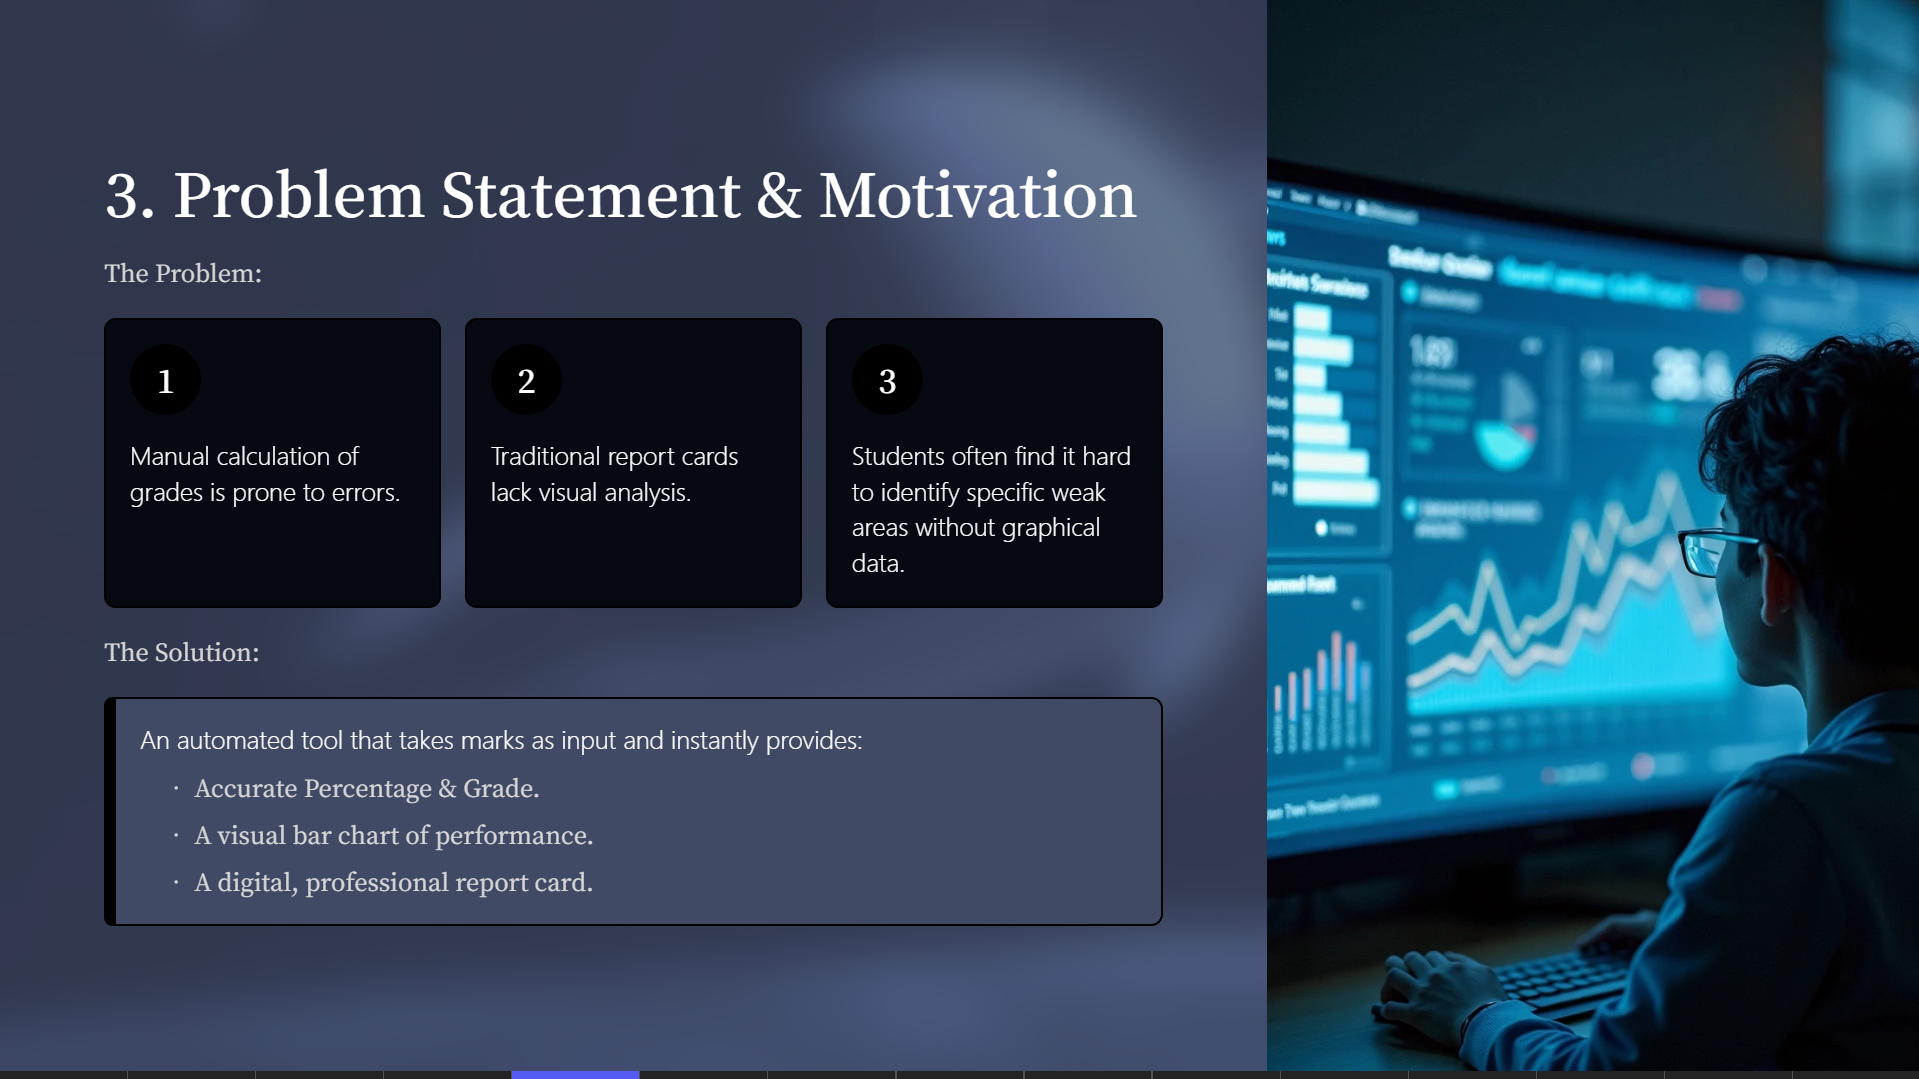 3. Problem Statement & Motivation
The Problem:
1
Manual calculation of
grades is prone to errors.
2
Traditional report cards
lack visual analysis.
3
Students often find it hard
to identify specific weak
areas without graphical
data.
The Solution:
An automated tool that takes marks as input and instantly provides:
· Accurate Percentage & Grade.
· A visual bar chart of performance.
· A digital, professional report card.